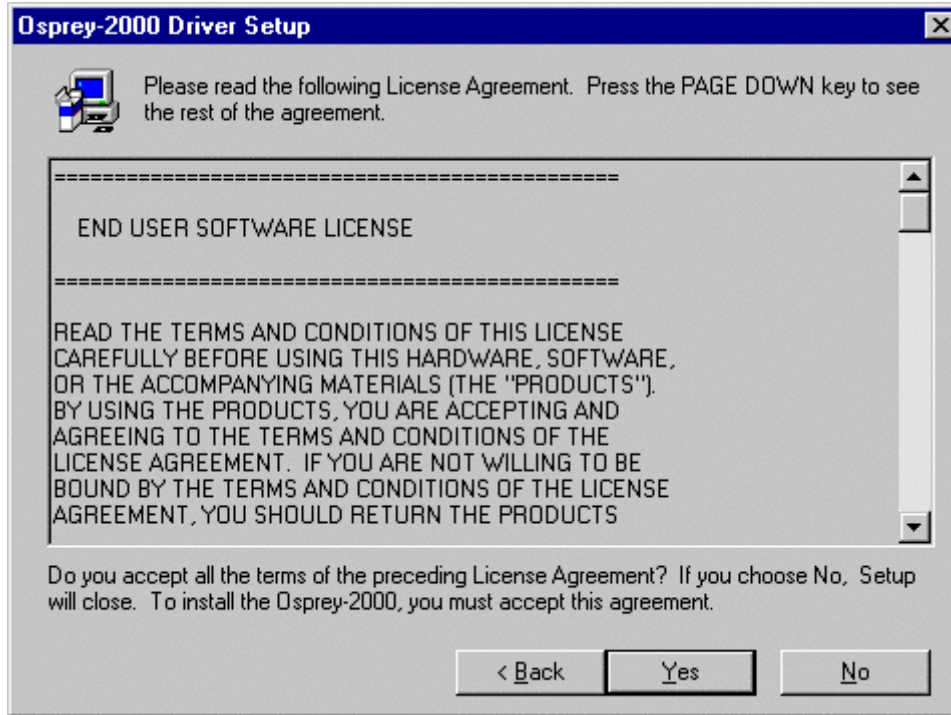 Osprey-2000 Driver Setup
Please read the following License Agreement.  Press the PAGE DOWN key to see
the rest of the agreement.
===============================================
END USER SOFTWARE LICENSE
===============================================
READ THE TERMS AND CONDITIONS OF THIS LICENSE
CAREFULLY BEFORE USING THIS HARDWARE, SOFTWARE,
OR THE ACCOMPANYING MATERIALS (THE "PRODUCTS").
BY USING THE PRODUCTS, YOU ARE ACCEPTING AND
AGREEING TO THE TERMS AND CONDITIONS OF THE
LICENSE AGREEMENT.  IF YOU ARE NOT WILLING TO BE
BOUND BY THE TERMS AND CONDITIONS OF THE LICENSE
AGREEMENT, YOU SHOULD RETURN THE PRODUCTS
Do you accept all the terms of the preceding License Agreement?  If you choose No,  Setup
will close.  To install the Osprey-2000, you must accept this agreement.
< Back
Yes
No